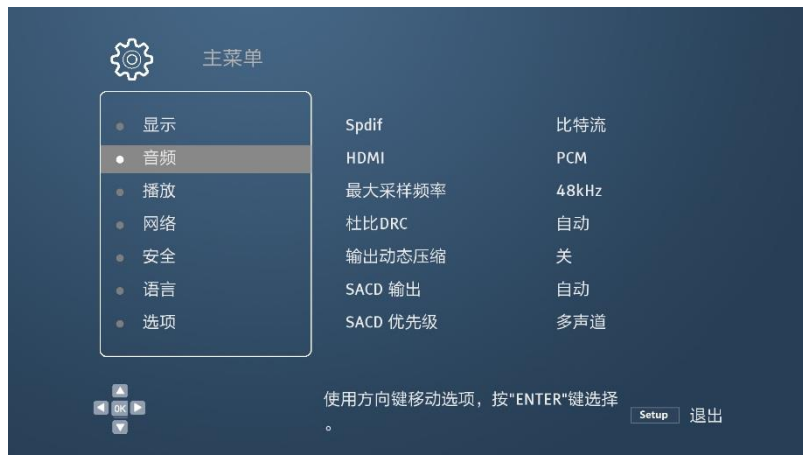 主菜单
显示 Spdif 比特流
音频 HDMI PCM
播放 最大采样频率 48kHz
网络 杜比DRC 自动
安全 输出动态压缩 关
语言 SACD 输出 自动
选项 SACD 优先级 多声道
OK
使用方向键移动选项，按"ENTER"键选择
。
Setup 退出